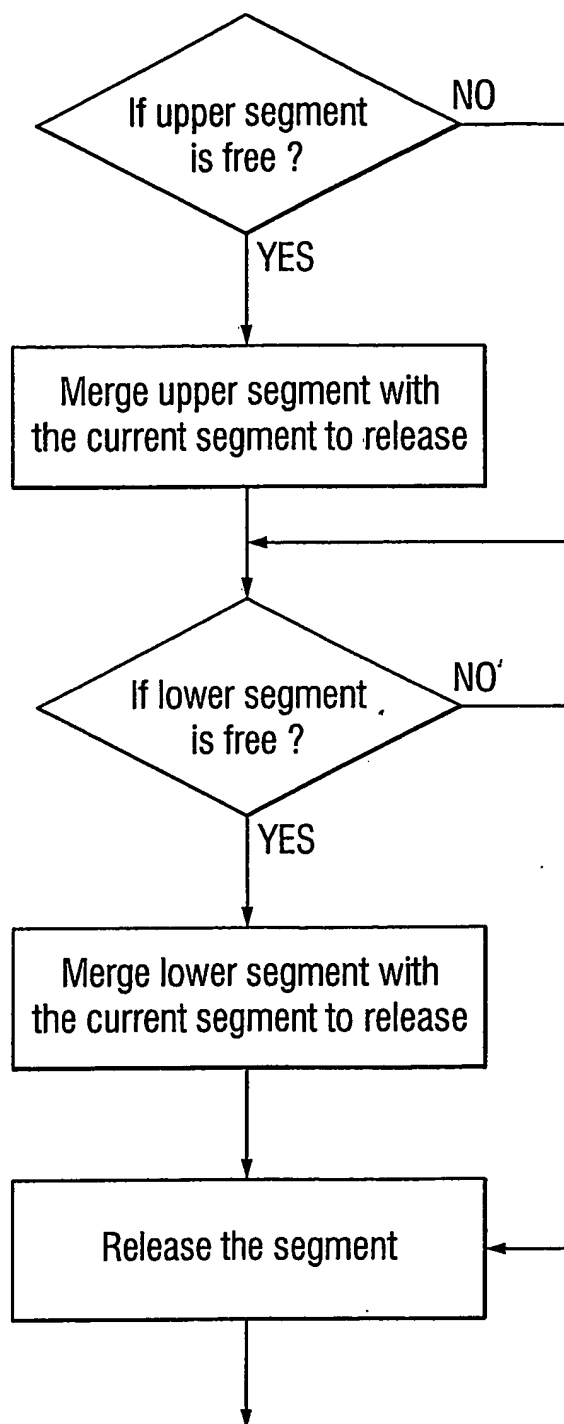 If upper segment
is free ?
NO
YES
Merge upper segment with
the current segment to release
If lower segment
is free ?
NO
YES
Merge lower segment with
the current segment to release
Release the segment